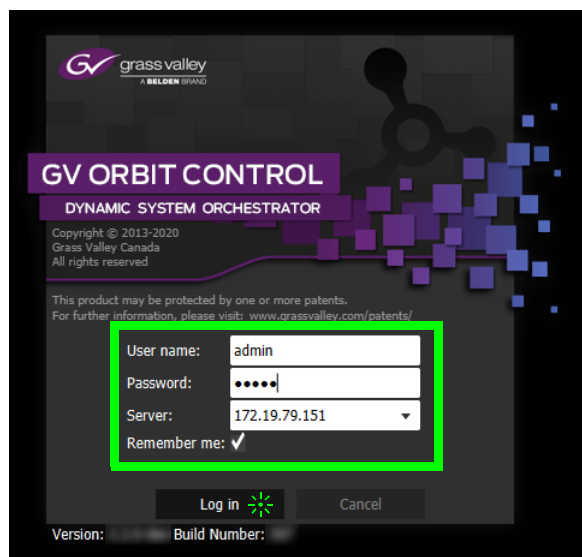 GV grass valley
A BELDEN BRAND
GV ORBIT CONTROL
DYNAMIC SYSTEM ORCHESTRATOR
Copyright © 2013-2020
Grass Valley Canada
All rights reserved
This product may be protected by one or more patents.
For further information, please visit: www.grassvalley.com/patents/
User name: admin
Password: •••••
Server: 172.19.79.151
Remember me:
Log in Cancel
Version: Build Number: